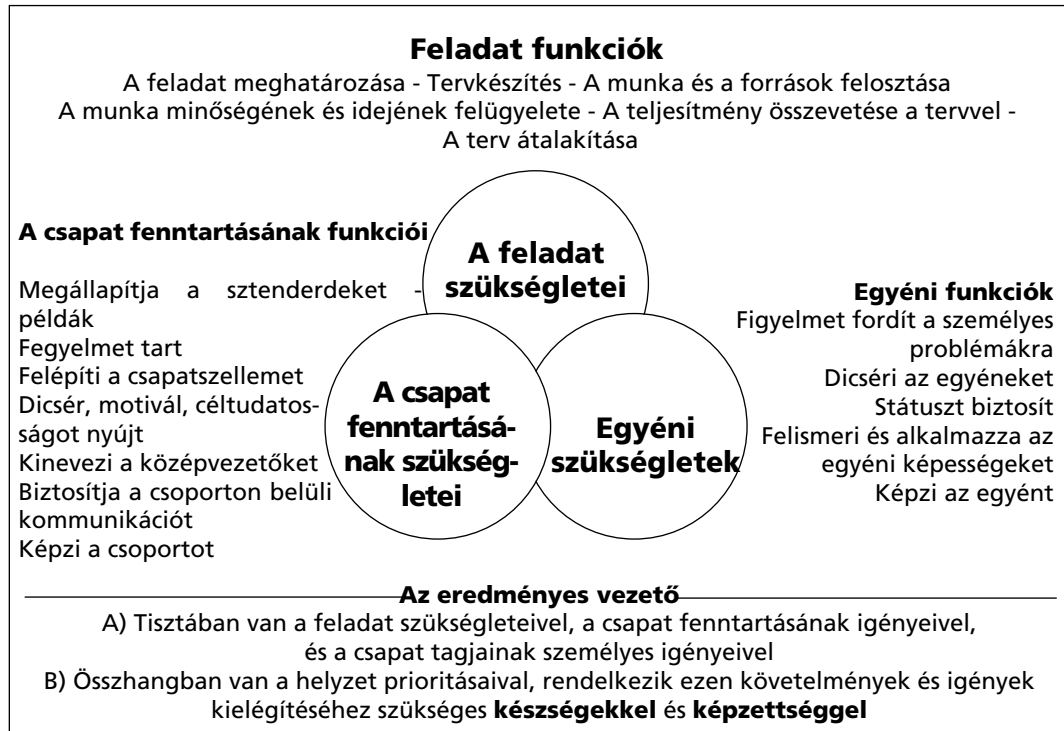 Feladat funkciók
A feladat meghatározása - Tervkészítés - A munka és a források felosztása
A munka minőségének és idejének felügyelete - A teljesítmény összevetése a tervvel -
A terv átalakítása
A csapat fenntartásának funkciói
Megállapítja a sztenderdeket -
példák
Fegyelmet tart
Felépíti a csapatszellemet
Dicsér, motivál, céltudatos-
ságot nyújt
Kinevezi a középvezetőket
Biztosítja a csoporton belüli
kommunikációt
Képzi a csoportot
A feladat
szükségletei
A csapat
fenntartásá-
nak szükség-
letei
Egyéni
szükségletek
Egyéni funkciók
Figyelmet fordít a személyes
problémákra
Dicséri az egyéneket
Státuszt biztosít
Felismeri és alkalmazza az
egyéni képességeket
Képzi az egyént
Az eredményes vezető
A) Tisztában van a feladat szükségleteivel, a csapat fenntartásának igényeivel,
és a csapat tagjainak személyes igényeivel
B) Összhangban van a helyzet prioritásaival, rendelkezik ezen követelmények és igények
kielégítéséhez szükséges készségekkel és képzettséggel